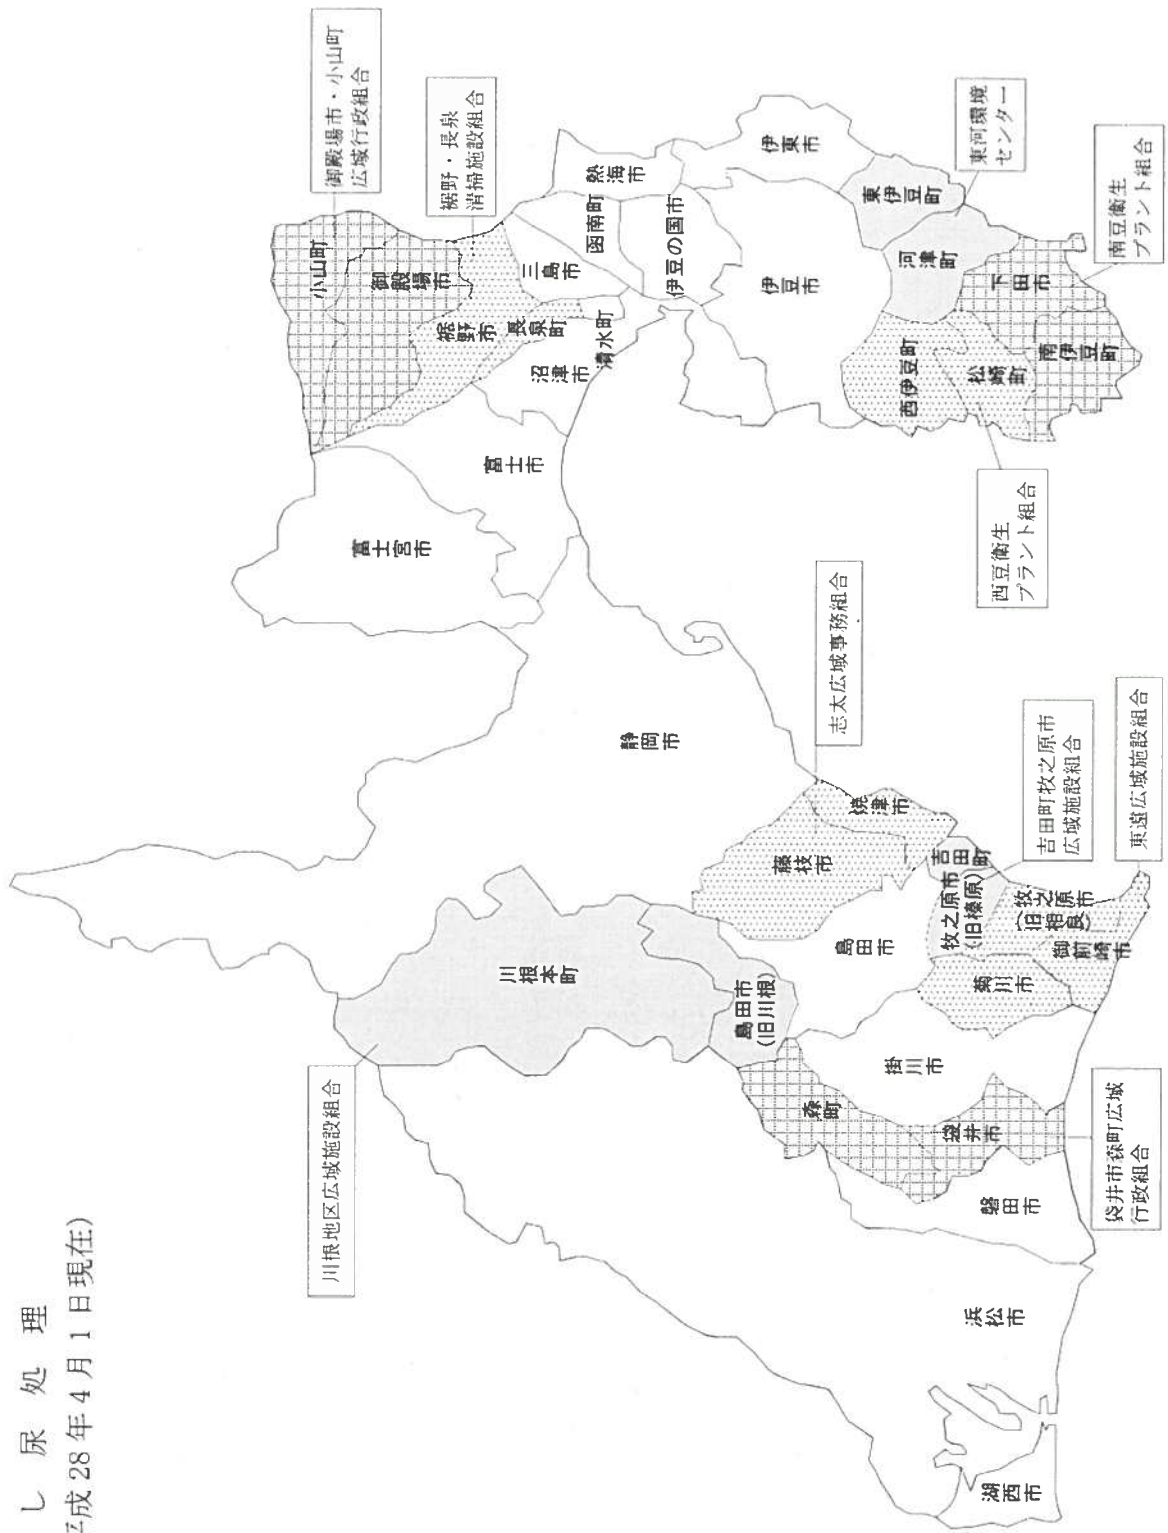 し尿処理
平成28年4月1日現在)
御殿場市・小山町
広域行政組合
裾野・長泉
清掃施設組合
小山町
御殿場市
裾野市
長泉町
三島市
函南町
熱海市
沼津市
清水町
伊豆の国市
伊豆市
伊東市
東伊豆町
河津町
東河環境
センター
下田市
南伊豆町
南豆衛生
プラント組合
西伊豆町
松崎町
西豆衛生
プラント組合
富士市
富士宮市
静岡市
志太広域事務組合
焼津市
藤枝市
吉田町
牧之原市
(旧榛原)
吉田町牧之原市
広域施設組合
牧之原市
(旧相良)
御前崎市
東遠広域施設組合
島田市
菊川市
川根本町
島田市
(旧川根)
川根地区広域施設組合
掛川市
森町
袋井市
袋井市森町広域
行政組合
磐田市
浜松市
湖西市